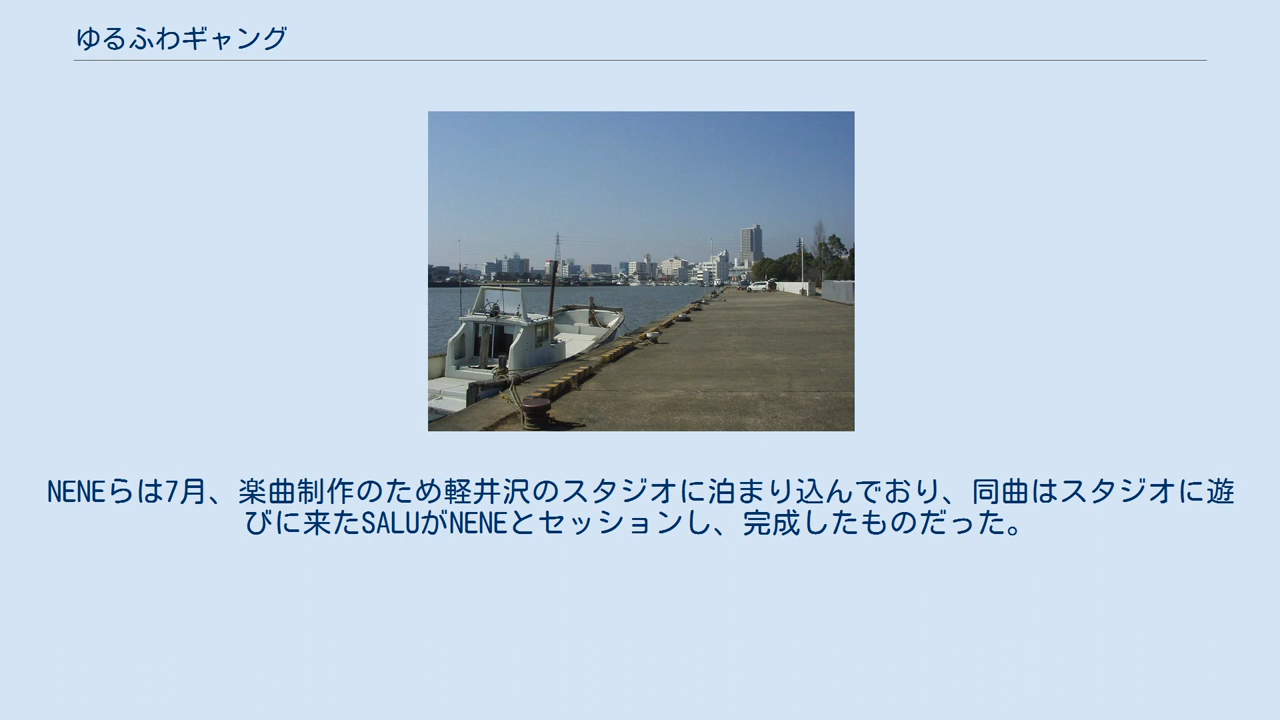 ゆるふわギャング
NENEらは7月、楽曲制作のため軽井沢のスタジオに泊まり込んでおり、同曲はスタジオに遊
びに来たSALUがNENEとセッションし、完成したものだった。